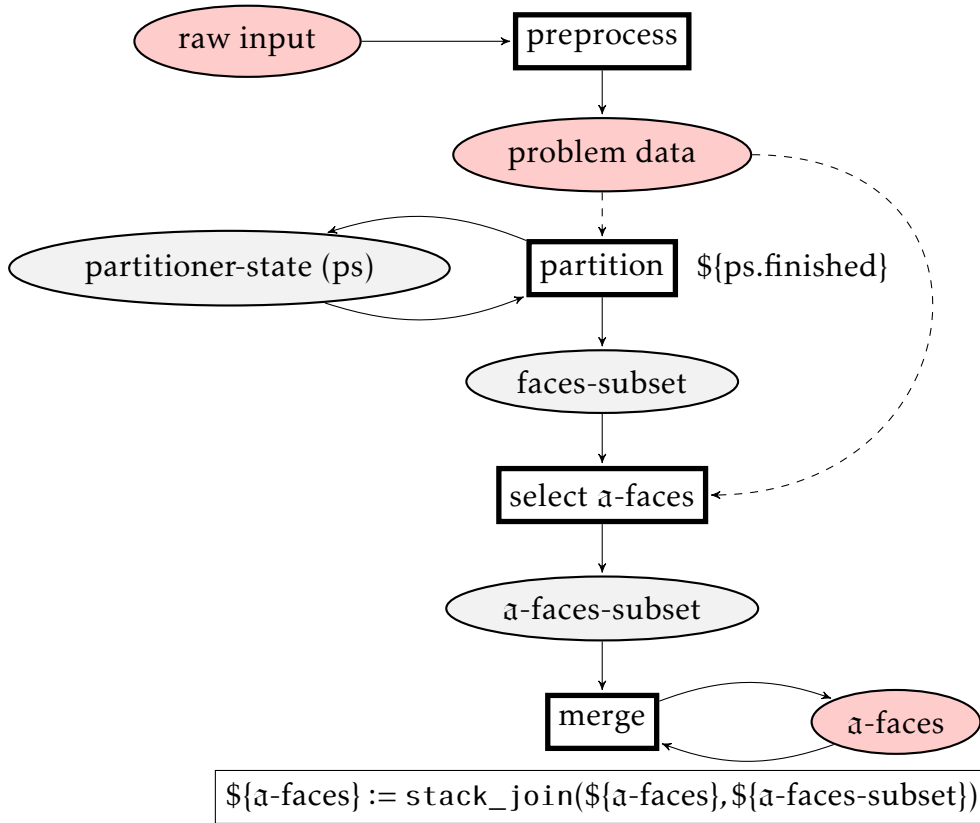 raw input
preprocess
problem data
partitioner-state (ps)
partition
${ps.finished}
faces-subset
select 𝔞-faces
𝔞-faces-subset
merge
𝔞-faces
${𝔞-faces} := stack_join(${𝔞-faces},${𝔞-faces-subset})